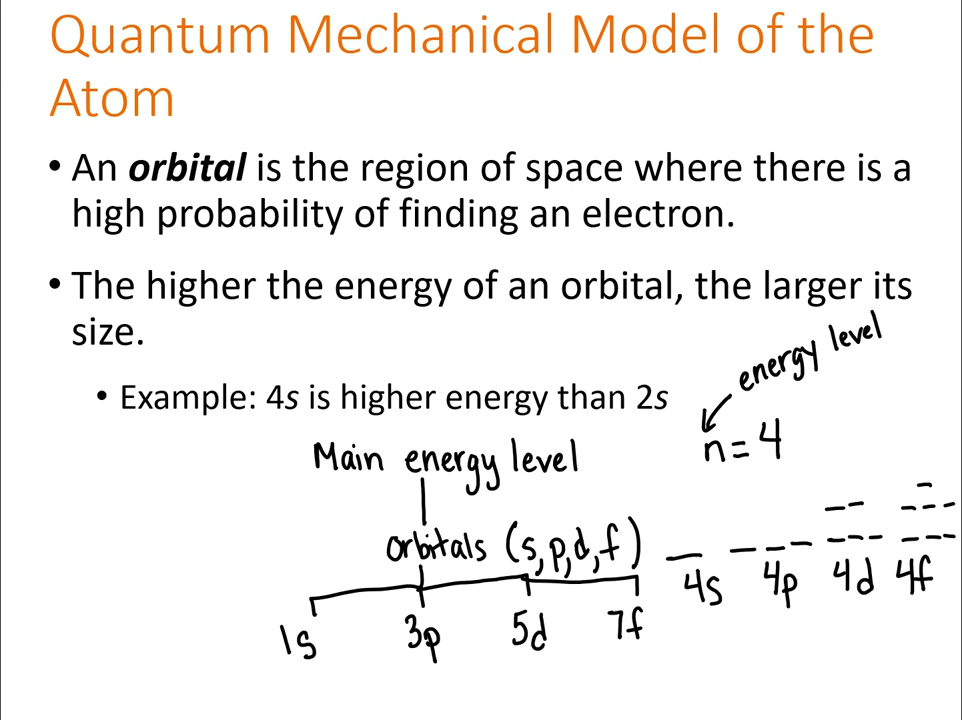 Quantum Mechanical Model of the
Atom
• An orbital is the region of space where there is a
high probability of finding an electron.
• The higher the energy of an orbital, the larger its
size.
• Example: 4s is higher energy than 2s
energy level
n = 4
Main energy level
orbitals (s,p,d,f)
1s 3p 5d 7f
4s 4p 4d 4f